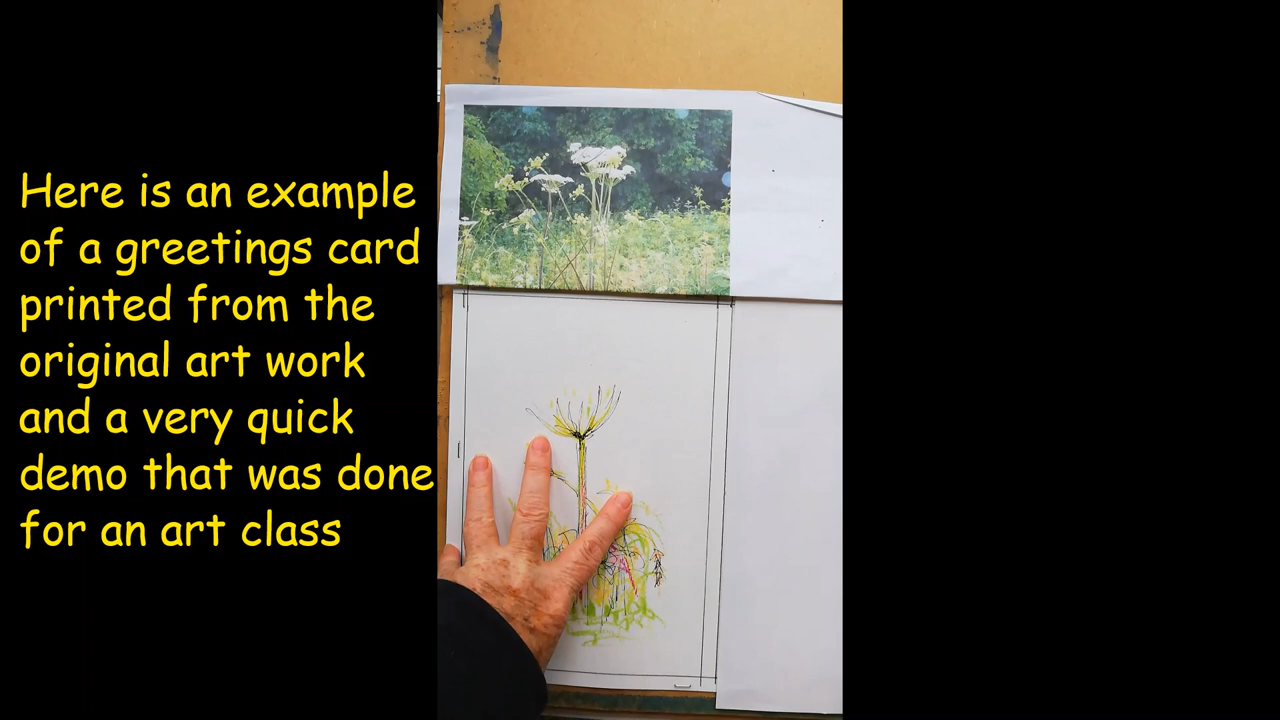 Here is an example
of a greetings card
printed from the
original art work
and a very quick
demo that was done
for an art class